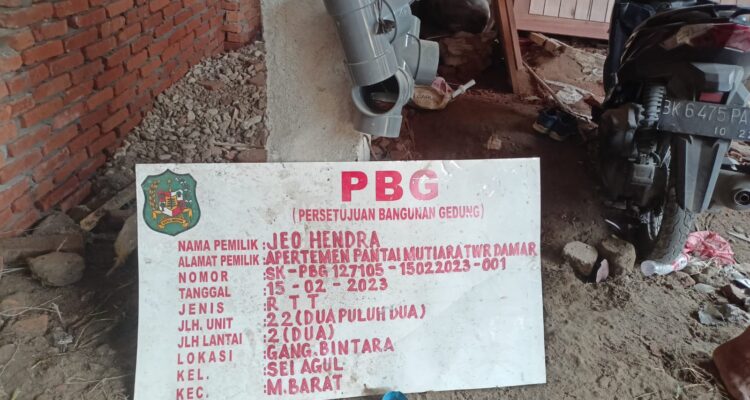 PBG
(PERSETUJUAN BANGUNAN GEDUNG)
NAMA PEMILIK : JEO HENDRA
ALAMAT PEMILIK : APERTEMEN PANTAI MUTIARA TWR DAMAR
NOMOR : SK-PBG 127105-15022023-001
TANGGAL : 15-02-2023
JENIS : R T T
JLH. UNIT : 22 (DUA PULUH DUA)
JLH LANTAI : 2 (DUA)
LOKASI : GANG. BINTARA
KEL. : SEI AGUL
KEC. : M. BARAT
BK 6475 PA